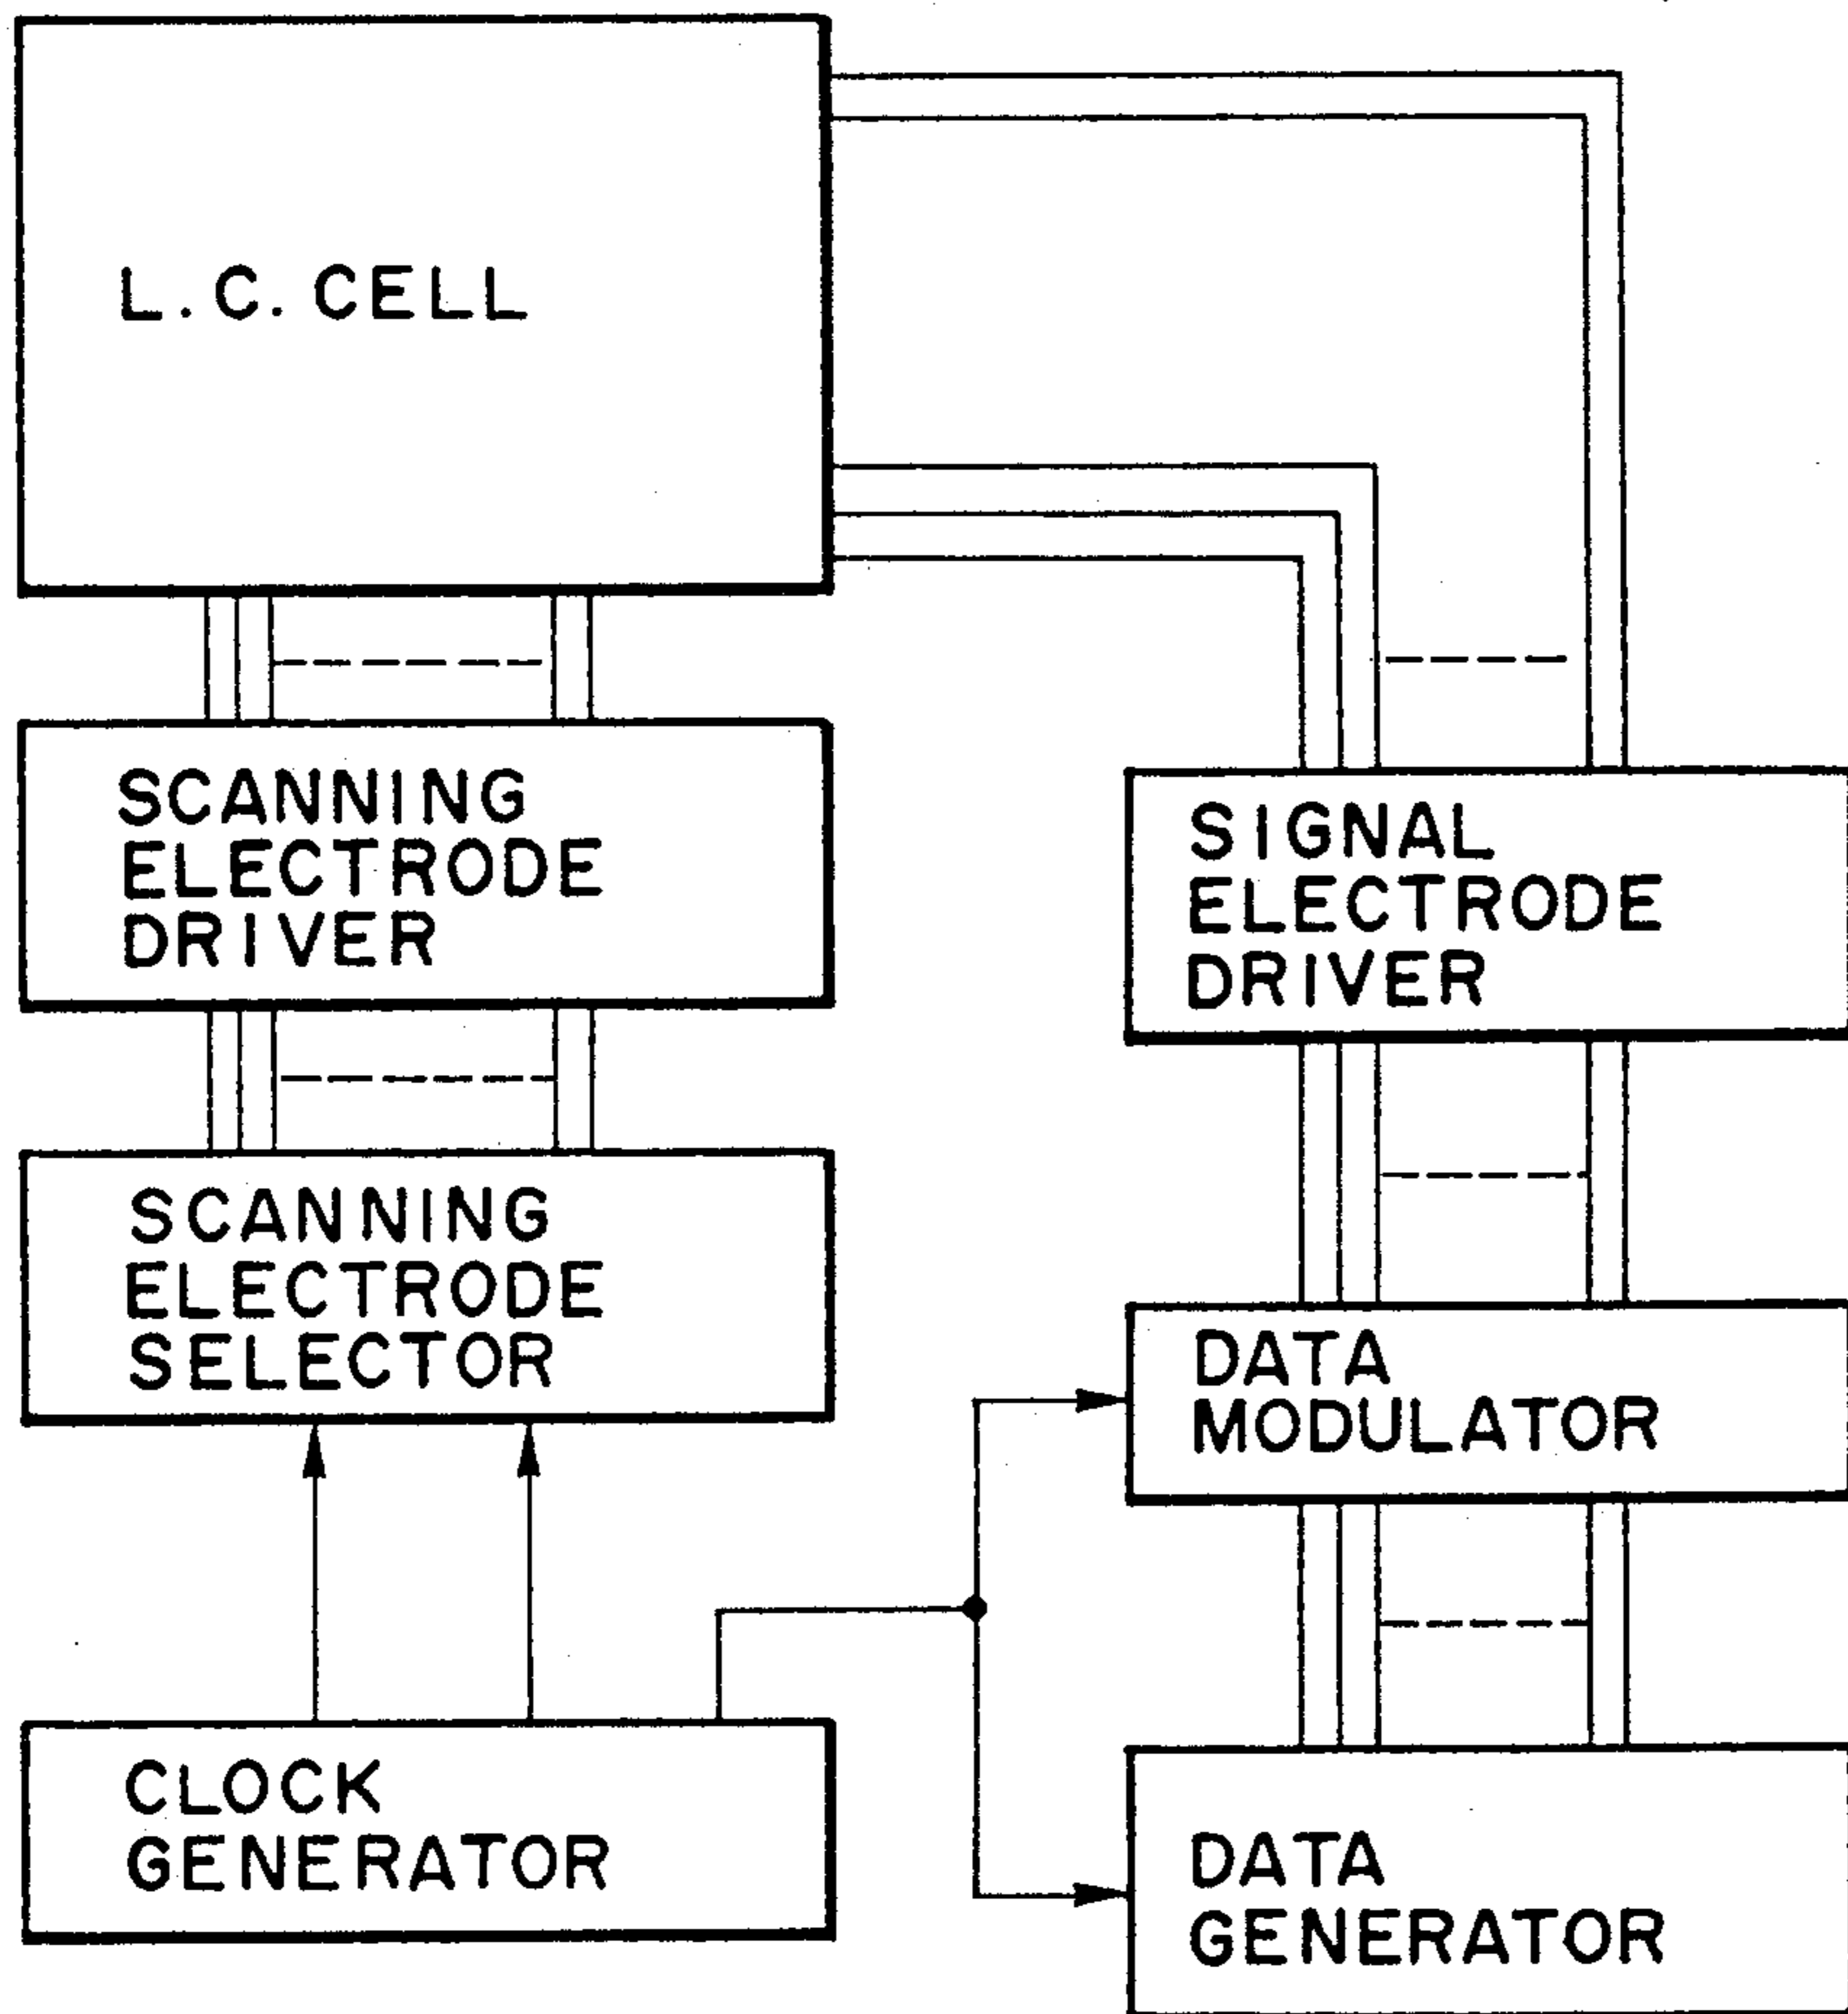 L.C. CELL
SCANNING
ELECTRODE
DRIVER
SIGNAL
ELECTRODE
DRIVER
SCANNING
ELECTRODE
SELECTOR
DATA
MODULATOR
CLOCK
GENERATOR
DATA
GENERATOR